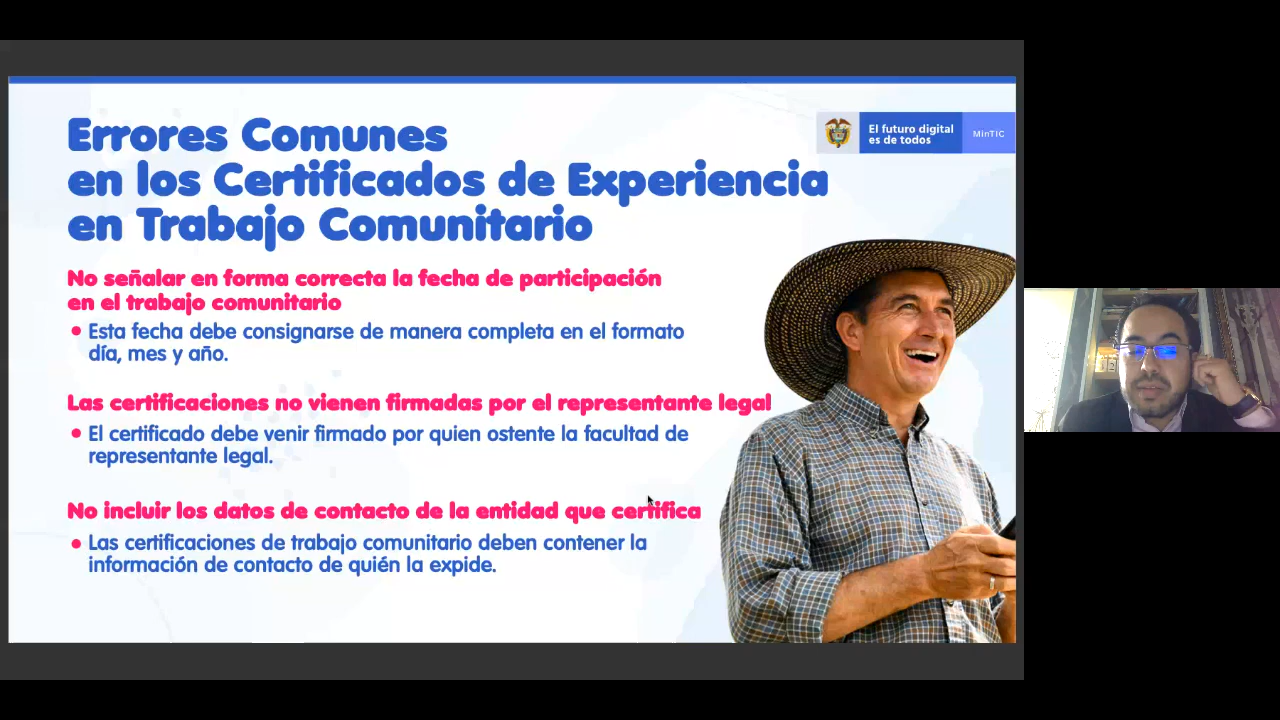 Errores Comunes
en los Certificados de Experiencia
en Trabajo Comunitario
El futuro digital
es de todos
MinTIC
No señalar en forma correcta la fecha de participación
en el trabajo comunitario
• Esta fecha debe consignarse de manera completa en el formato
día, mes y año.
Las certificaciones no vienen firmadas por el representante legal
• El certificado debe venir firmado por quien ostente la facultad de
representante legal.
No incluir los datos de contacto de la entidad que certifica
• Las certificaciones de trabajo comunitario deben contener la
información de contacto de quién la expide.